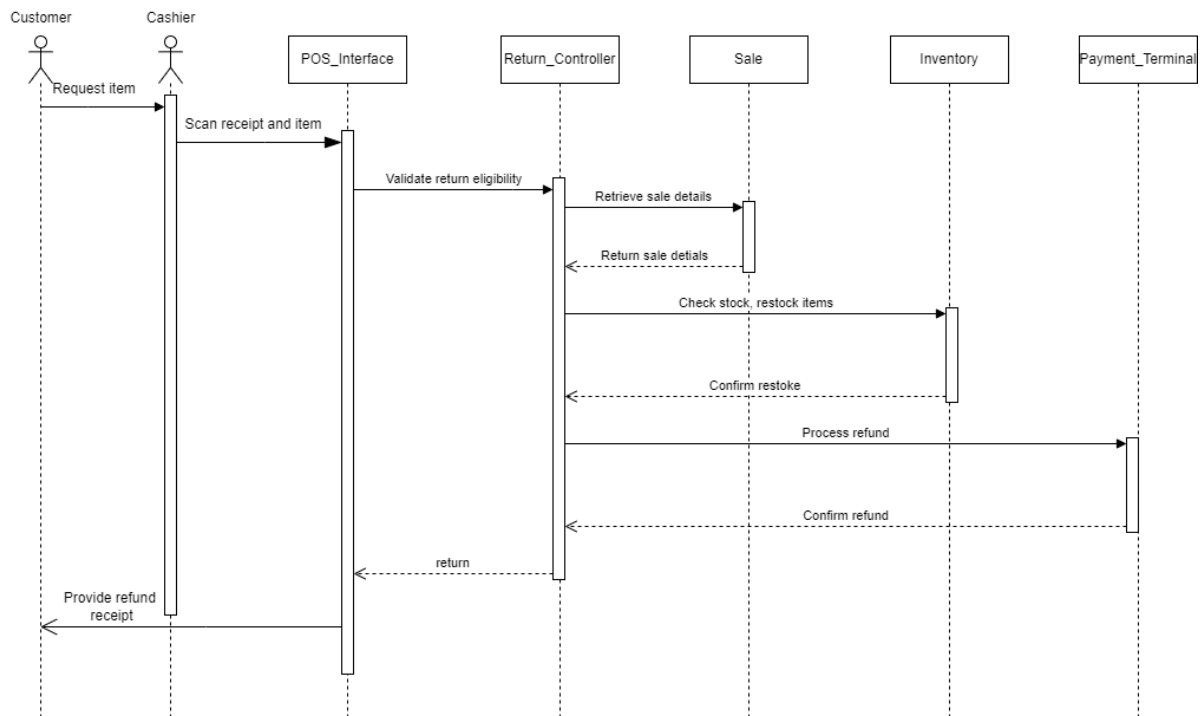 Customer
Cashier
POS_Interface
Return_Controller
Sale
Inventory
Payment_Terminal
Request item
Scan receipt and item
Validate return eligibility
Retrieve sale details
Return sale detials
Check stock, restock items
Confirm restoke
Process refund
Confirm refund
return
Provide refund
receipt